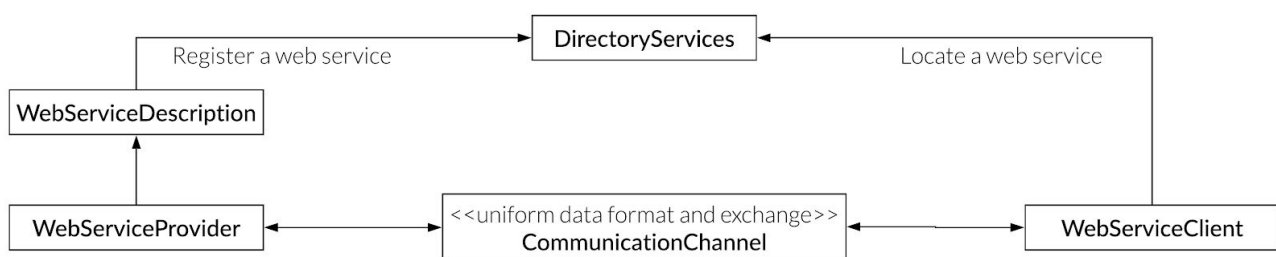 DirectoryServices
Register a web service
Locate a web service
WebServiceDescription
WebServiceProvider
<<uniform data format and exchange>>
CommunicationChannel
WebServiceClient